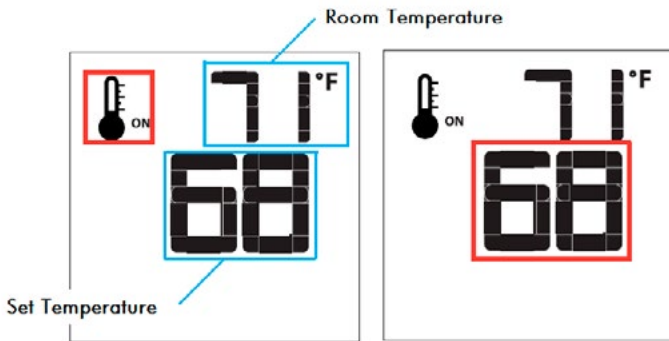 Room Temperature
71 °F
ON
68
Set Temperature
71 °F
ON
68